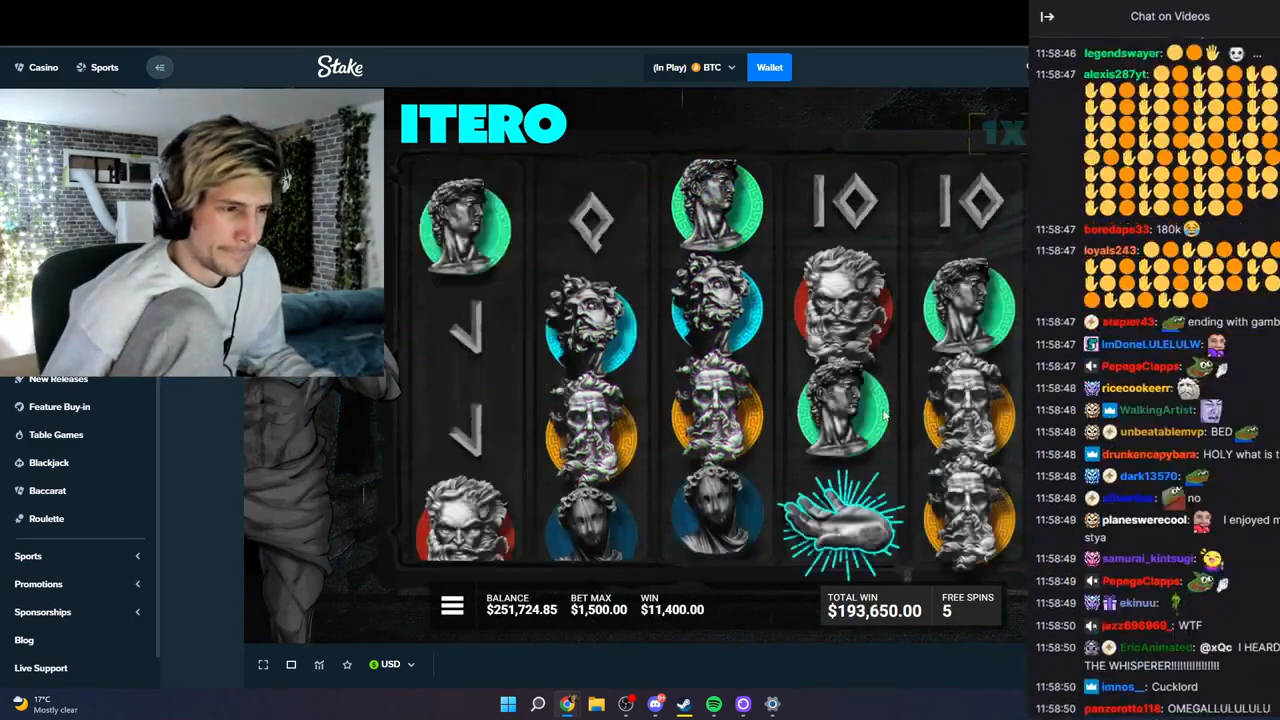 Chat on Videos
Casino
Sports
Stake
(In Play) BTC
Wallet
ITERO
1X
Q
10
10
J
J
New Releases
Feature Buy-in
Table Games
Blackjack
Baccarat
Roulette
Sports
Promotions
Sponsorships
Blog
Live Support
BALANCE
$251,724.85
BET MAX
$1,500.00
WIN
$11,400.00
TOTAL WIN
$193,650.00
FREE SPINS
5
USD
17°C
Mostly clear
11:58:46 legendswayer: ...
11:58:47 alexis287yt:
11:58:47 boredape33: 180k
11:58:47 loyals243:
11:58:47 ending with gamb
11:58:47 ImDoneLULELULW:
11:58:47 PepegaClapps:
11:58:48 ricecookeerr:
11:58:48 WalkingArtist:
11:58:48 unbeatablemvp: BED
11:58:48 drunkencapybara: HOLY what is t
11:58:48 dark13570:
11:58:48 no
11:58:49 planeswerecool: I enjoyed m
stya
11:58:49 samurai_kintsugi:
11:58:49 PepegaClapps:
11:58:49 ekinuu:
11:58:50 jazz696969_: WTF
11:58:50 EricAnimated: @xQc I HEARD
THE WHISPERER!!!!!!!!!!!!!!!!!!!
11:58:50 imnos__: Cucklord
11:58:50 panzerotto118: OMEGALLULULULU